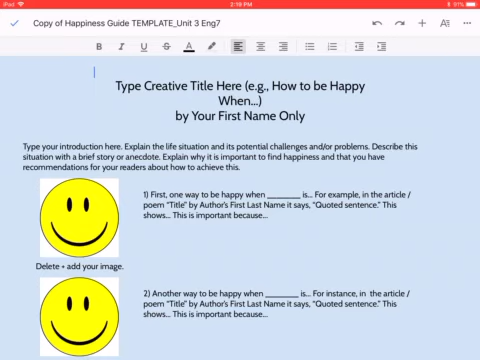 iPad
2:19 PM
91%
Copy of Happiness Guide TEMPLATE_Unit 3 Eng7
B I U S A
Type Creative Title Here (e.g., How to be Happy
When...)
by Your First Name Only
Type your introduction here. Explain the life situation and its potential challenges and/or problems. Describe this
situation with a brief story or anecdote. Explain why it is important to find happiness and that you have
recommendations for your readers about how to achieve this.
1) First, one way to be happy when ________ is... For example, in the article /
poem “Title” by Author's First Last Name it says, “Quoted sentence.” This
shows... This is important because...
Delete + add your image.
2) Another way to be happy when ________ is... For instance, in the article /
poem “Title” by Author's First Last Name it says, “Quoted sentence.” This
shows... This is important because...